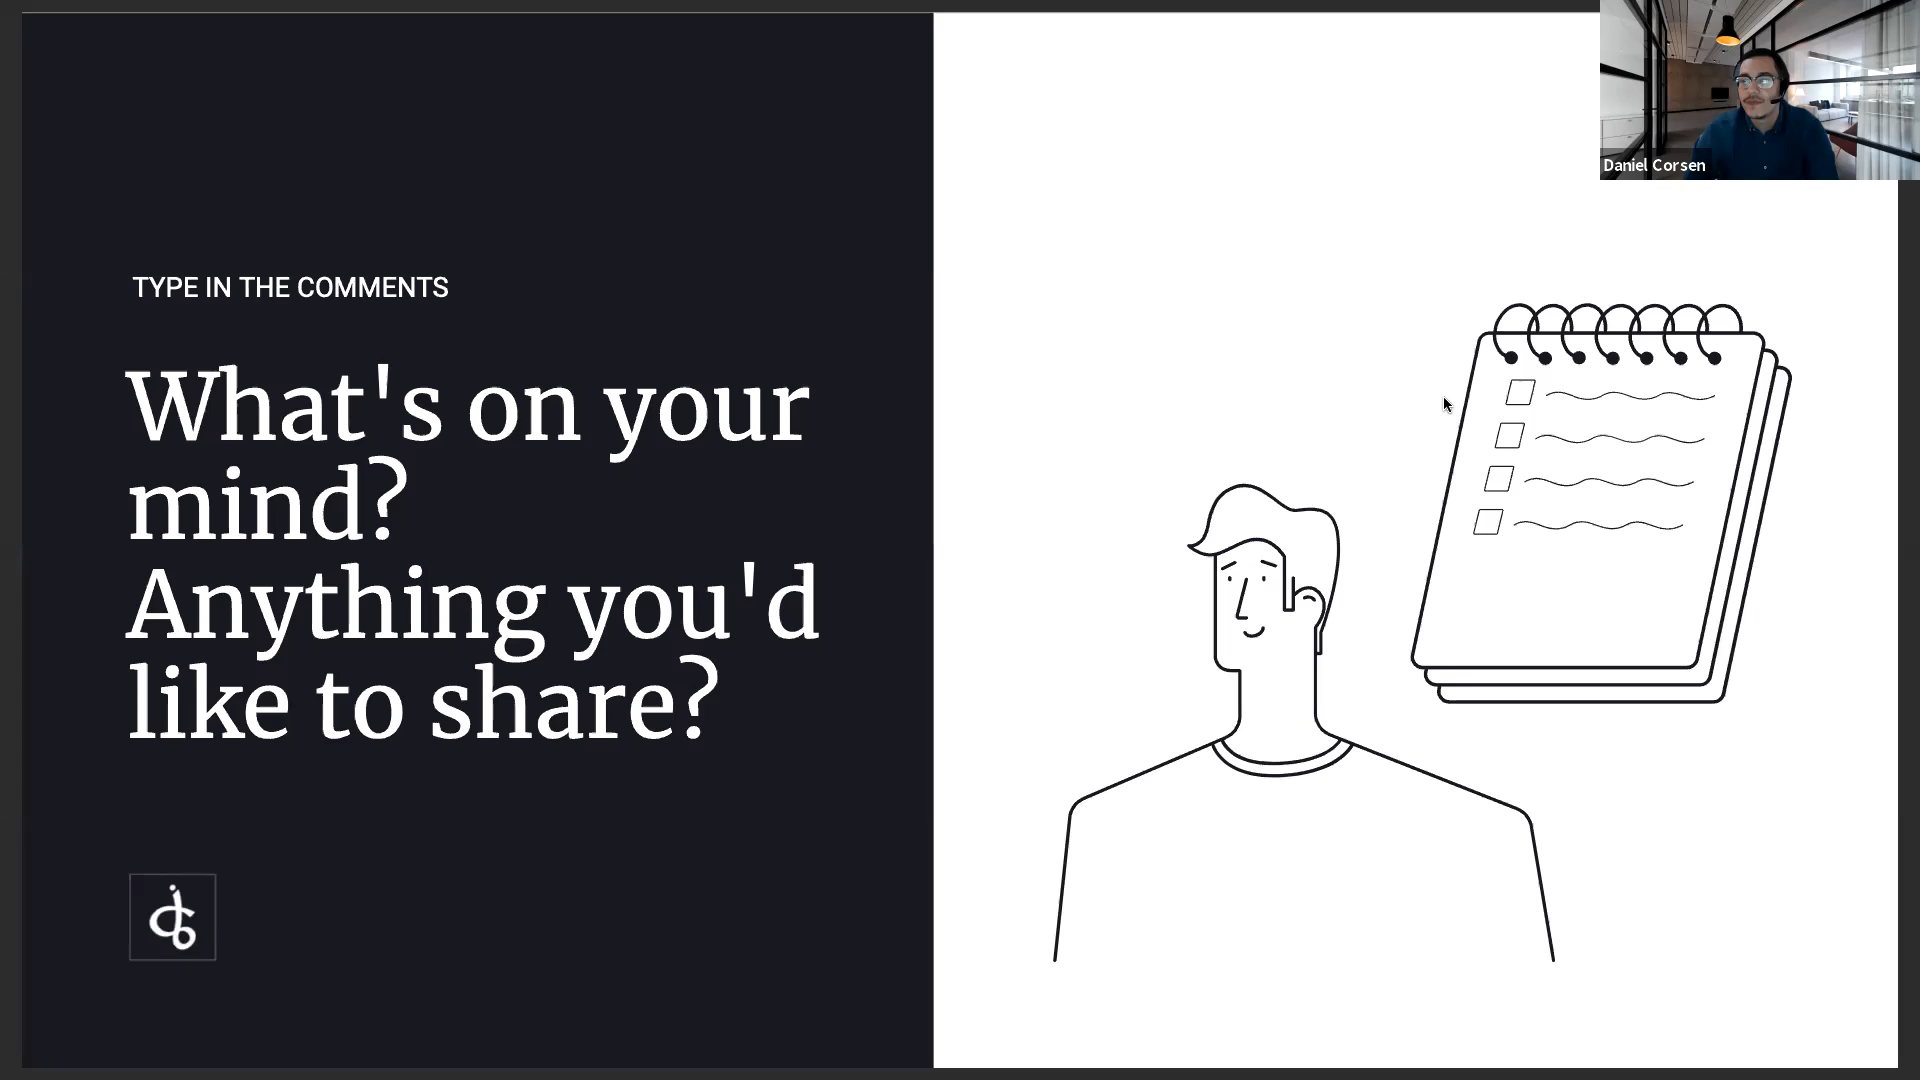 Daniel Corsen
TYPE IN THE COMMENTS
What's on your
mind?
Anything you'd
like to share?